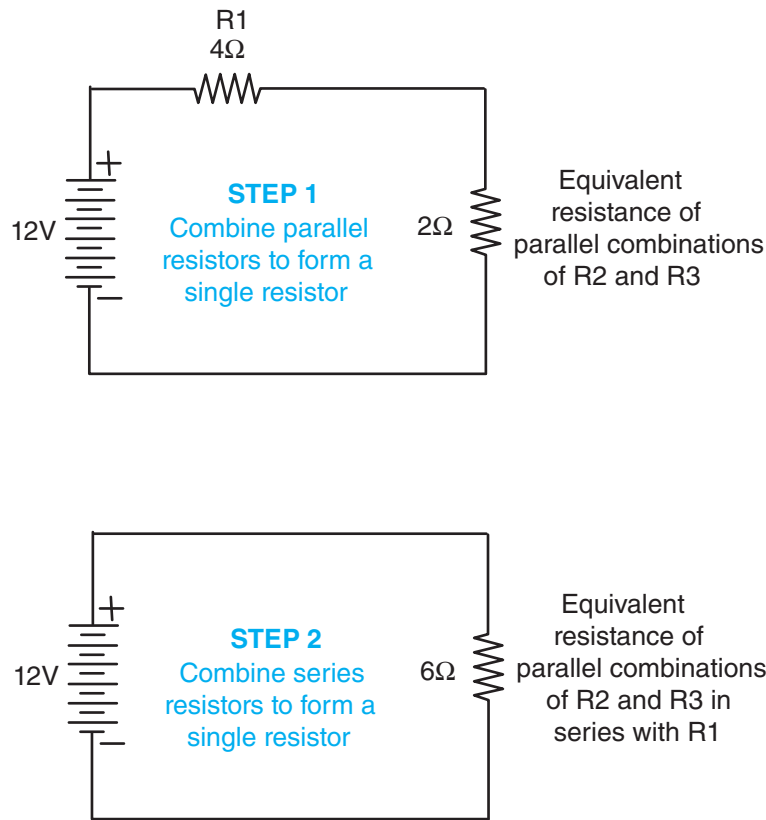 R1
4Ω
+
STEP 1
Combine parallel
resistors to form a
single resistor
12V
2Ω
Equivalent
resistance of
parallel combinations
of R2 and R3
−
+
STEP 2
Combine series
resistors to form a
single resistor
12V
6Ω
Equivalent
resistance of
parallel combinations
of R2 and R3 in
series with R1
−